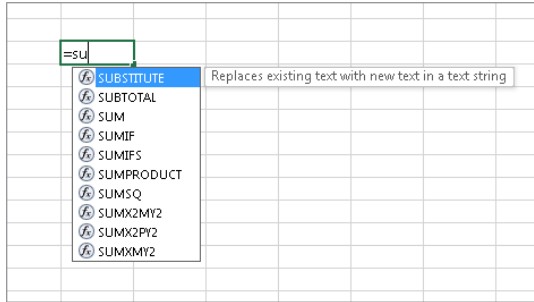 =su
SUBSTITUTE
Replaces existing text with new text in a text string
SUBTOTAL
SUM
SUMIF
SUMIFS
SUMPRODUCT
SUMSQ
SUMX2MY2
SUMX2PY2
SUMXMY2